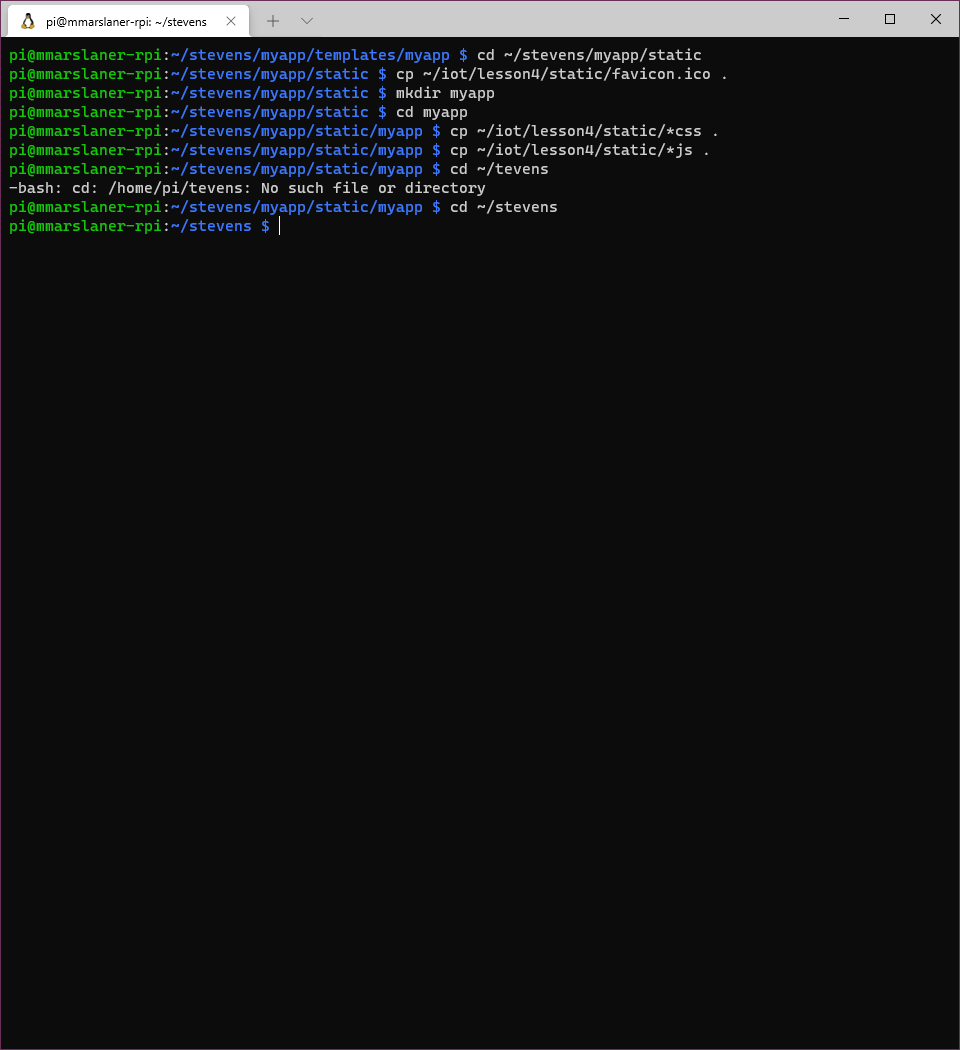 pi@mmarslaner-rpi: ~/stevens
pi@mmarslaner-rpi:~/stevens/myapp/templates/myapp $ cd ~/stevens/myapp/static
pi@mmarslaner-rpi:~/stevens/myapp/static $ cp ~/iot/lesson4/static/favicon.ico .
pi@mmarslaner-rpi:~/stevens/myapp/static $ mkdir myapp
pi@mmarslaner-rpi:~/stevens/myapp/static $ cd myapp
pi@mmarslaner-rpi:~/stevens/myapp/static/myapp $ cp ~/iot/lesson4/static/*css .
pi@mmarslaner-rpi:~/stevens/myapp/static/myapp $ cp ~/iot/lesson4/static/*js .
pi@mmarslaner-rpi:~/stevens/myapp/static/myapp $ cd ~/tevens
-bash: cd: /home/pi/tevens: No such file or directory
pi@mmarslaner-rpi:~/stevens/myapp/static/myapp $ cd ~/stevens
pi@mmarslaner-rpi:~/stevens $